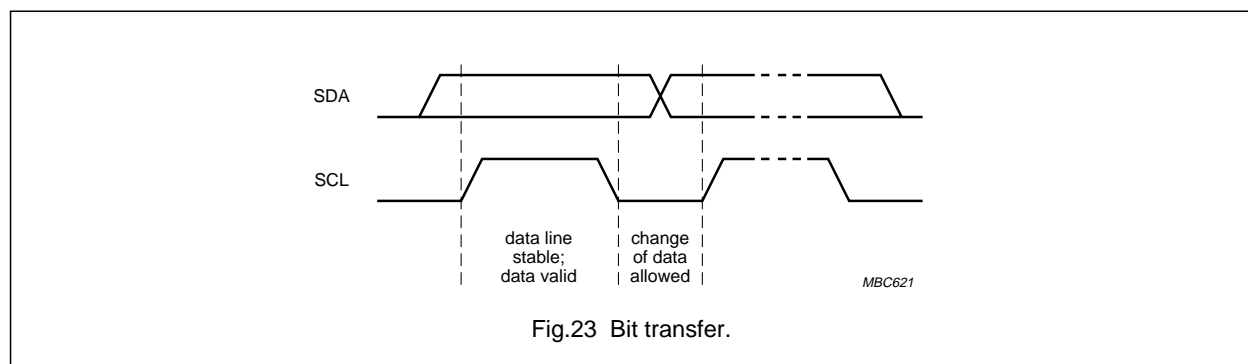 SDA
SCL
data line
stable;
data valid
change
of data
allowed
MBC621
Fig.23 Bit transfer.